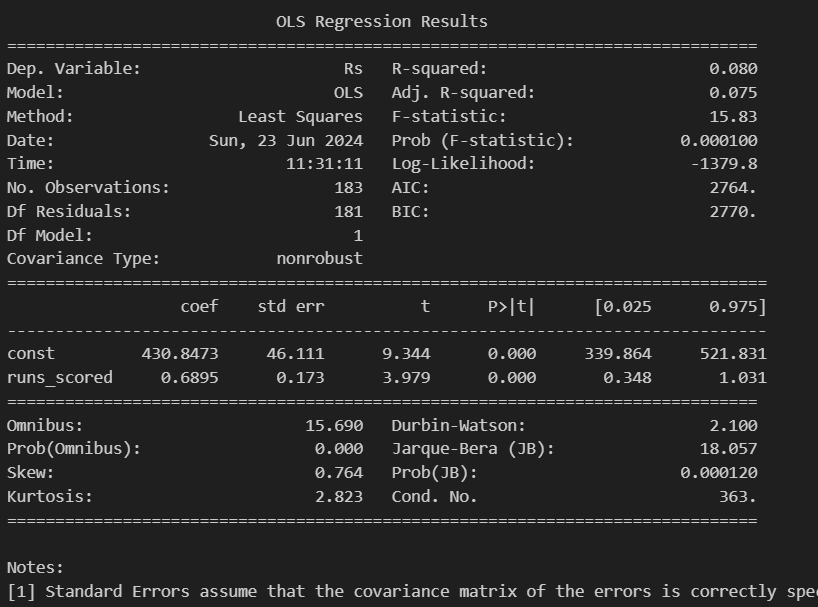 OLS Regression Results
==============================================================================
Dep. Variable: Rs R-squared: 0.080
Model: OLS Adj. R-squared: 0.075
Method: Least Squares F-statistic: 15.83
Date: Sun, 23 Jun 2024 Prob (F-statistic): 0.000100
Time: 11:31:11 Log-Likelihood: -1379.8
No. Observations: 183 AIC: 2764.
Df Residuals: 181 BIC: 2770.
Df Model: 1
Covariance Type: nonrobust
===============================================================================
coef std err t P>|t| [0.025 0.975]
-------------------------------------------------------------------------------
const 430.8473 46.111 9.344 0.000 339.864 521.831
runs_scored 0.6895 0.173 3.979 0.000 0.348 1.031
==============================================================================
Omnibus: 15.690 Durbin-Watson: 2.100
Prob(Omnibus): 0.000 Jarque-Bera (JB): 18.057
Skew: 0.764 Prob(JB): 0.000120
Kurtosis: 2.823 Cond. No. 363.
==============================================================================
Notes:
[1] Standard Errors assume that the covariance matrix of the errors is correctly spe